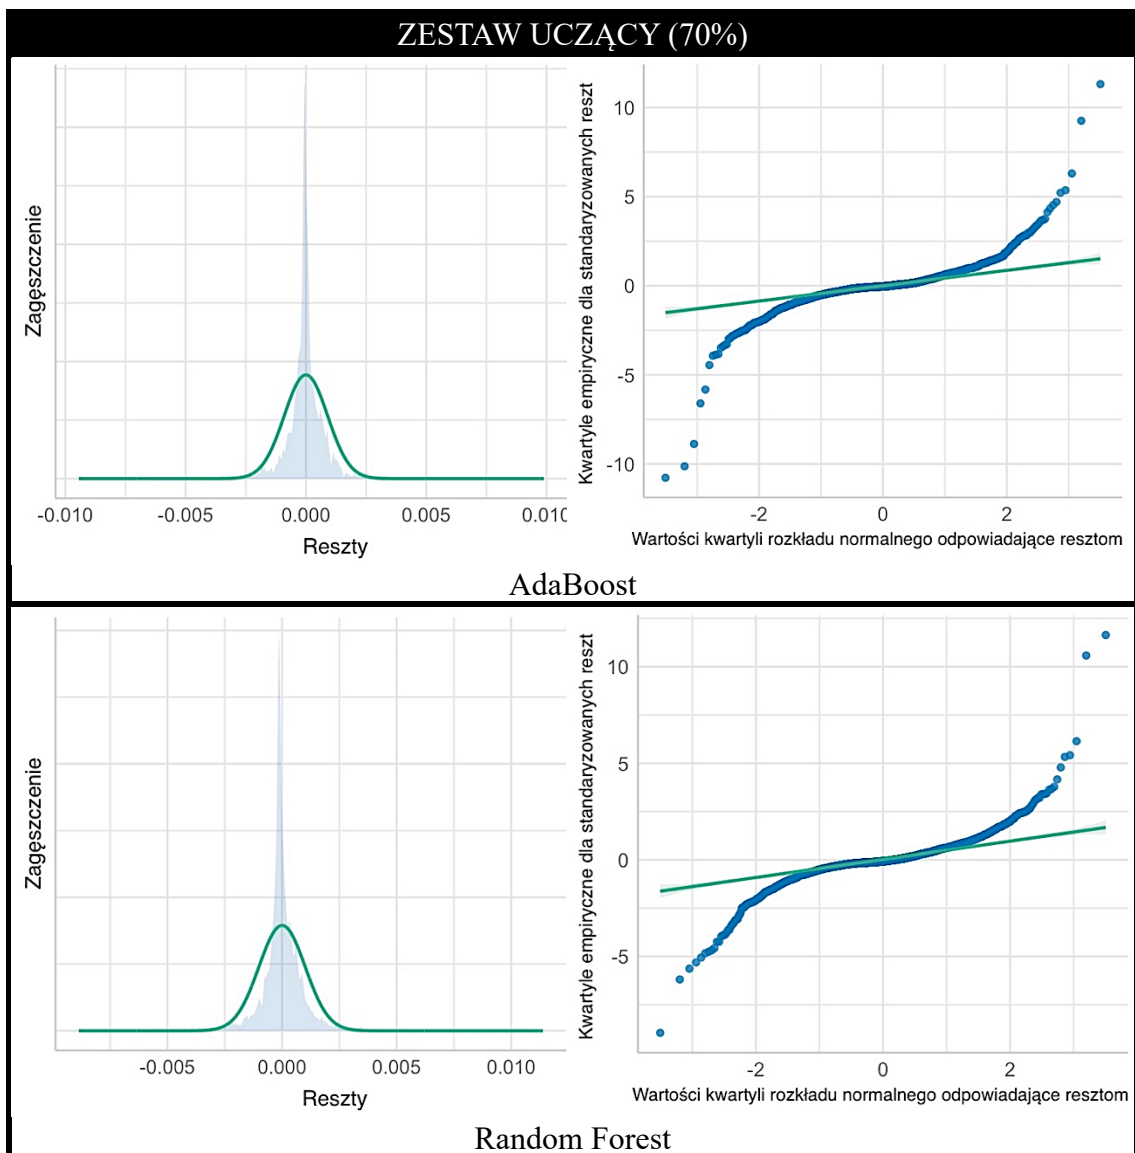 ZESTAW UCZĄCY (70%)
Zagęszczenie
-0.010 -0.005 0.000 0.005 0.010
Reszty
Kwartyle empiryczne dla standaryzowanych reszt
10
5
0
-5
-10
-2 0 2
Wartości kwartyli rozkładu normalnego odpowiadające resztom
AdaBoost
Zagęszczenie
-0.005 0.000 0.005 0.010
Reszty
Kwartyle empiryczne dla standaryzowanych reszt
10
5
0
-5
-2 0 2
Wartości kwartyli rozkładu normalnego odpowiadające resztom
Random Forest